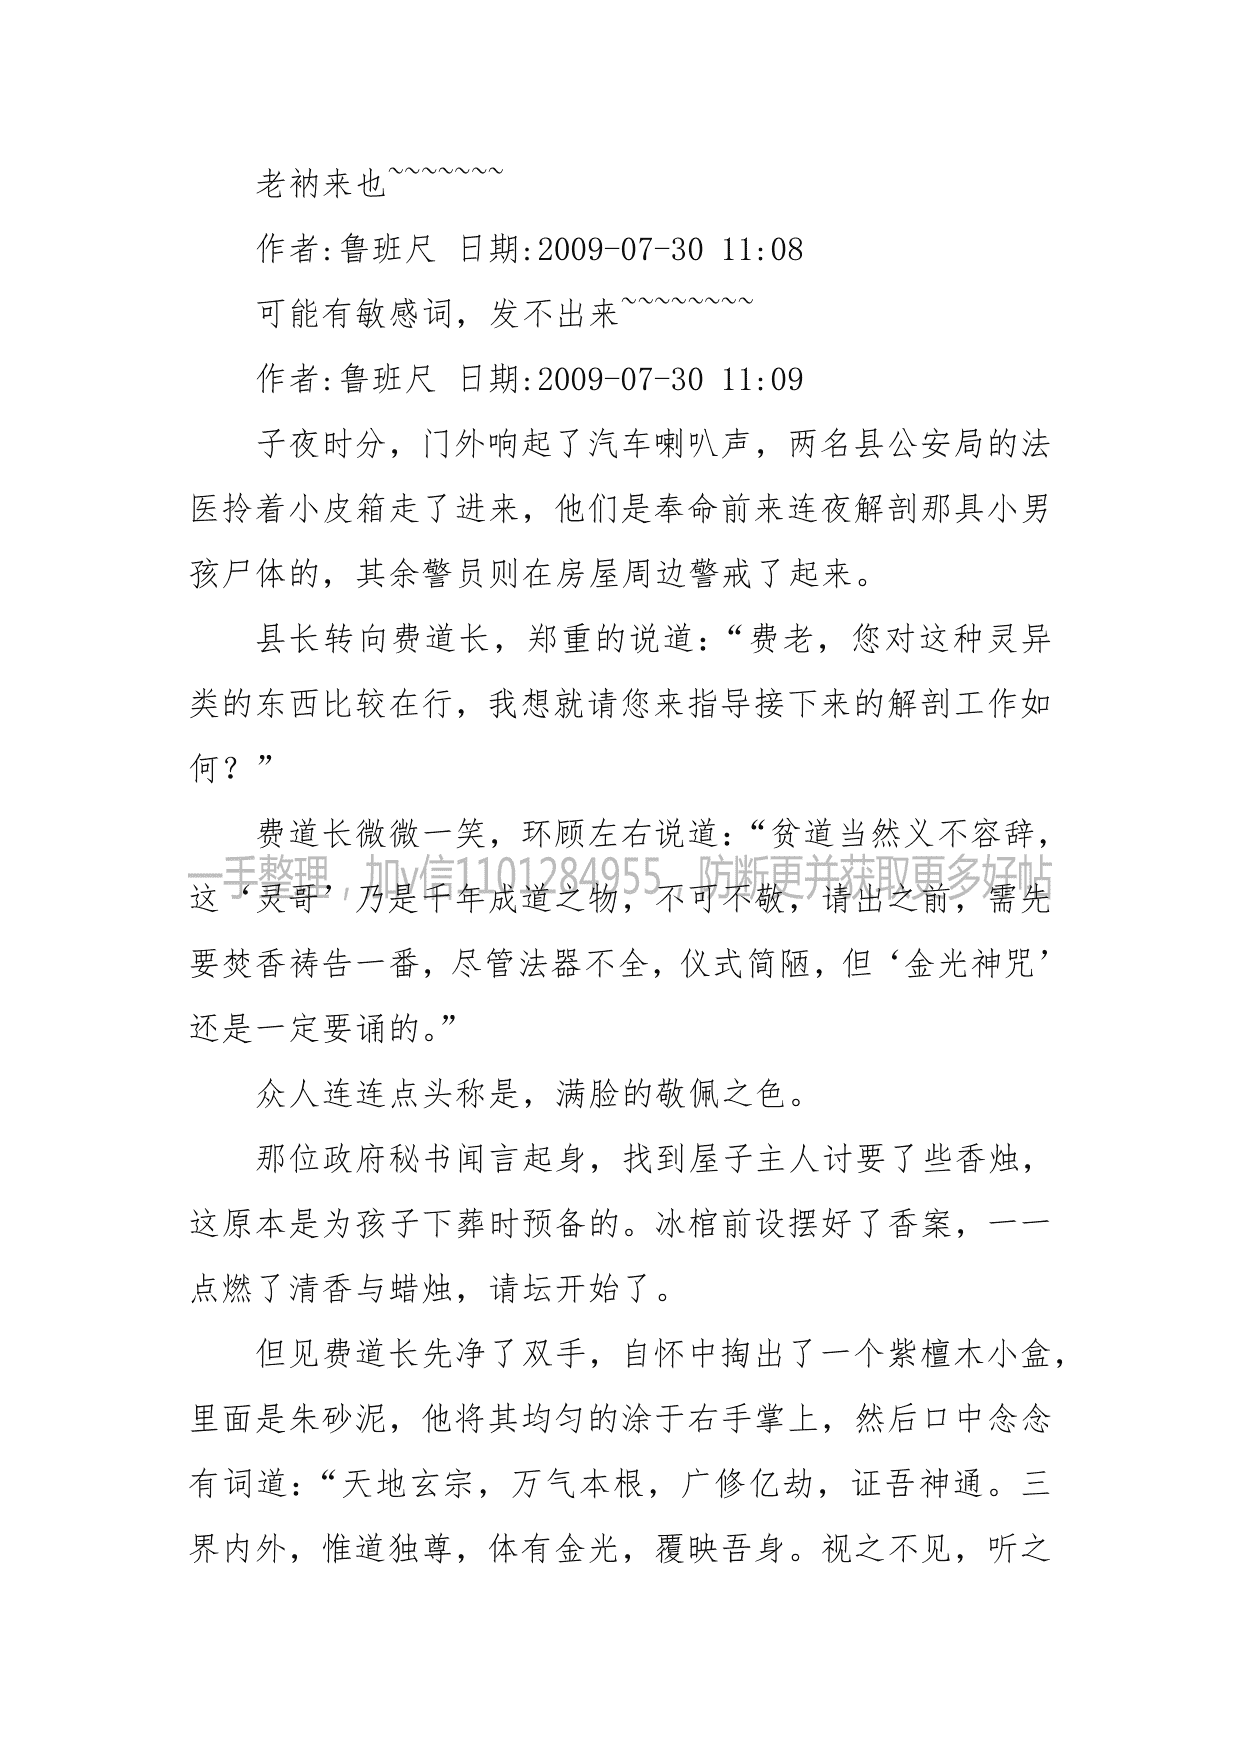 老衲来也~~~~~~~
作者:鲁班尺 日期:2009-07-30 11:08
可能有敏感词，发不出来~~~~~~~~
作者:鲁班尺 日期:2009-07-30 11:09
子夜时分，门外响起了汽车喇叭声，两名县公安局的法
医拎着小皮箱走了进来，他们是奉命前来连夜解剖那具小男
孩尸体的，其余警员则在房屋周边警戒了起来。
县长转向费道长，郑重的说道：“费老，您对这种灵异
类的东西比较在行，我想就请您来指导接下来的解剖工作如
何？”
费道长微微一笑，环顾左右说道：“贫道当然义不容辞，
一手整理，加v信1101284955，防断更并获取更多好帖
这‘灵哥’乃是千年成道之物，不可不敬，请出之前，需先
要焚香祷告一番，尽管法器不全，仪式简陋，但‘金光神咒’
还是一定要诵的。”
众人连连点头称是，满脸的敬佩之色。
那位政府秘书闻言起身，找到屋子主人讨要了些香烛，
这原本是为孩子下葬时预备的。冰棺前设摆好了香案，一一
点燃了清香与蜡烛，请坛开始了。
但见费道长先净了双手，自怀中掏出了一个紫檀木小盒，
里面是朱砂泥，他将其均匀的涂于右手掌上，然后口中念念
有词道：“天地玄宗，万气本根，广修亿劫，证吾神通。三
界内外，惟道独尊，体有金光，覆映吾身。视之不见，听之